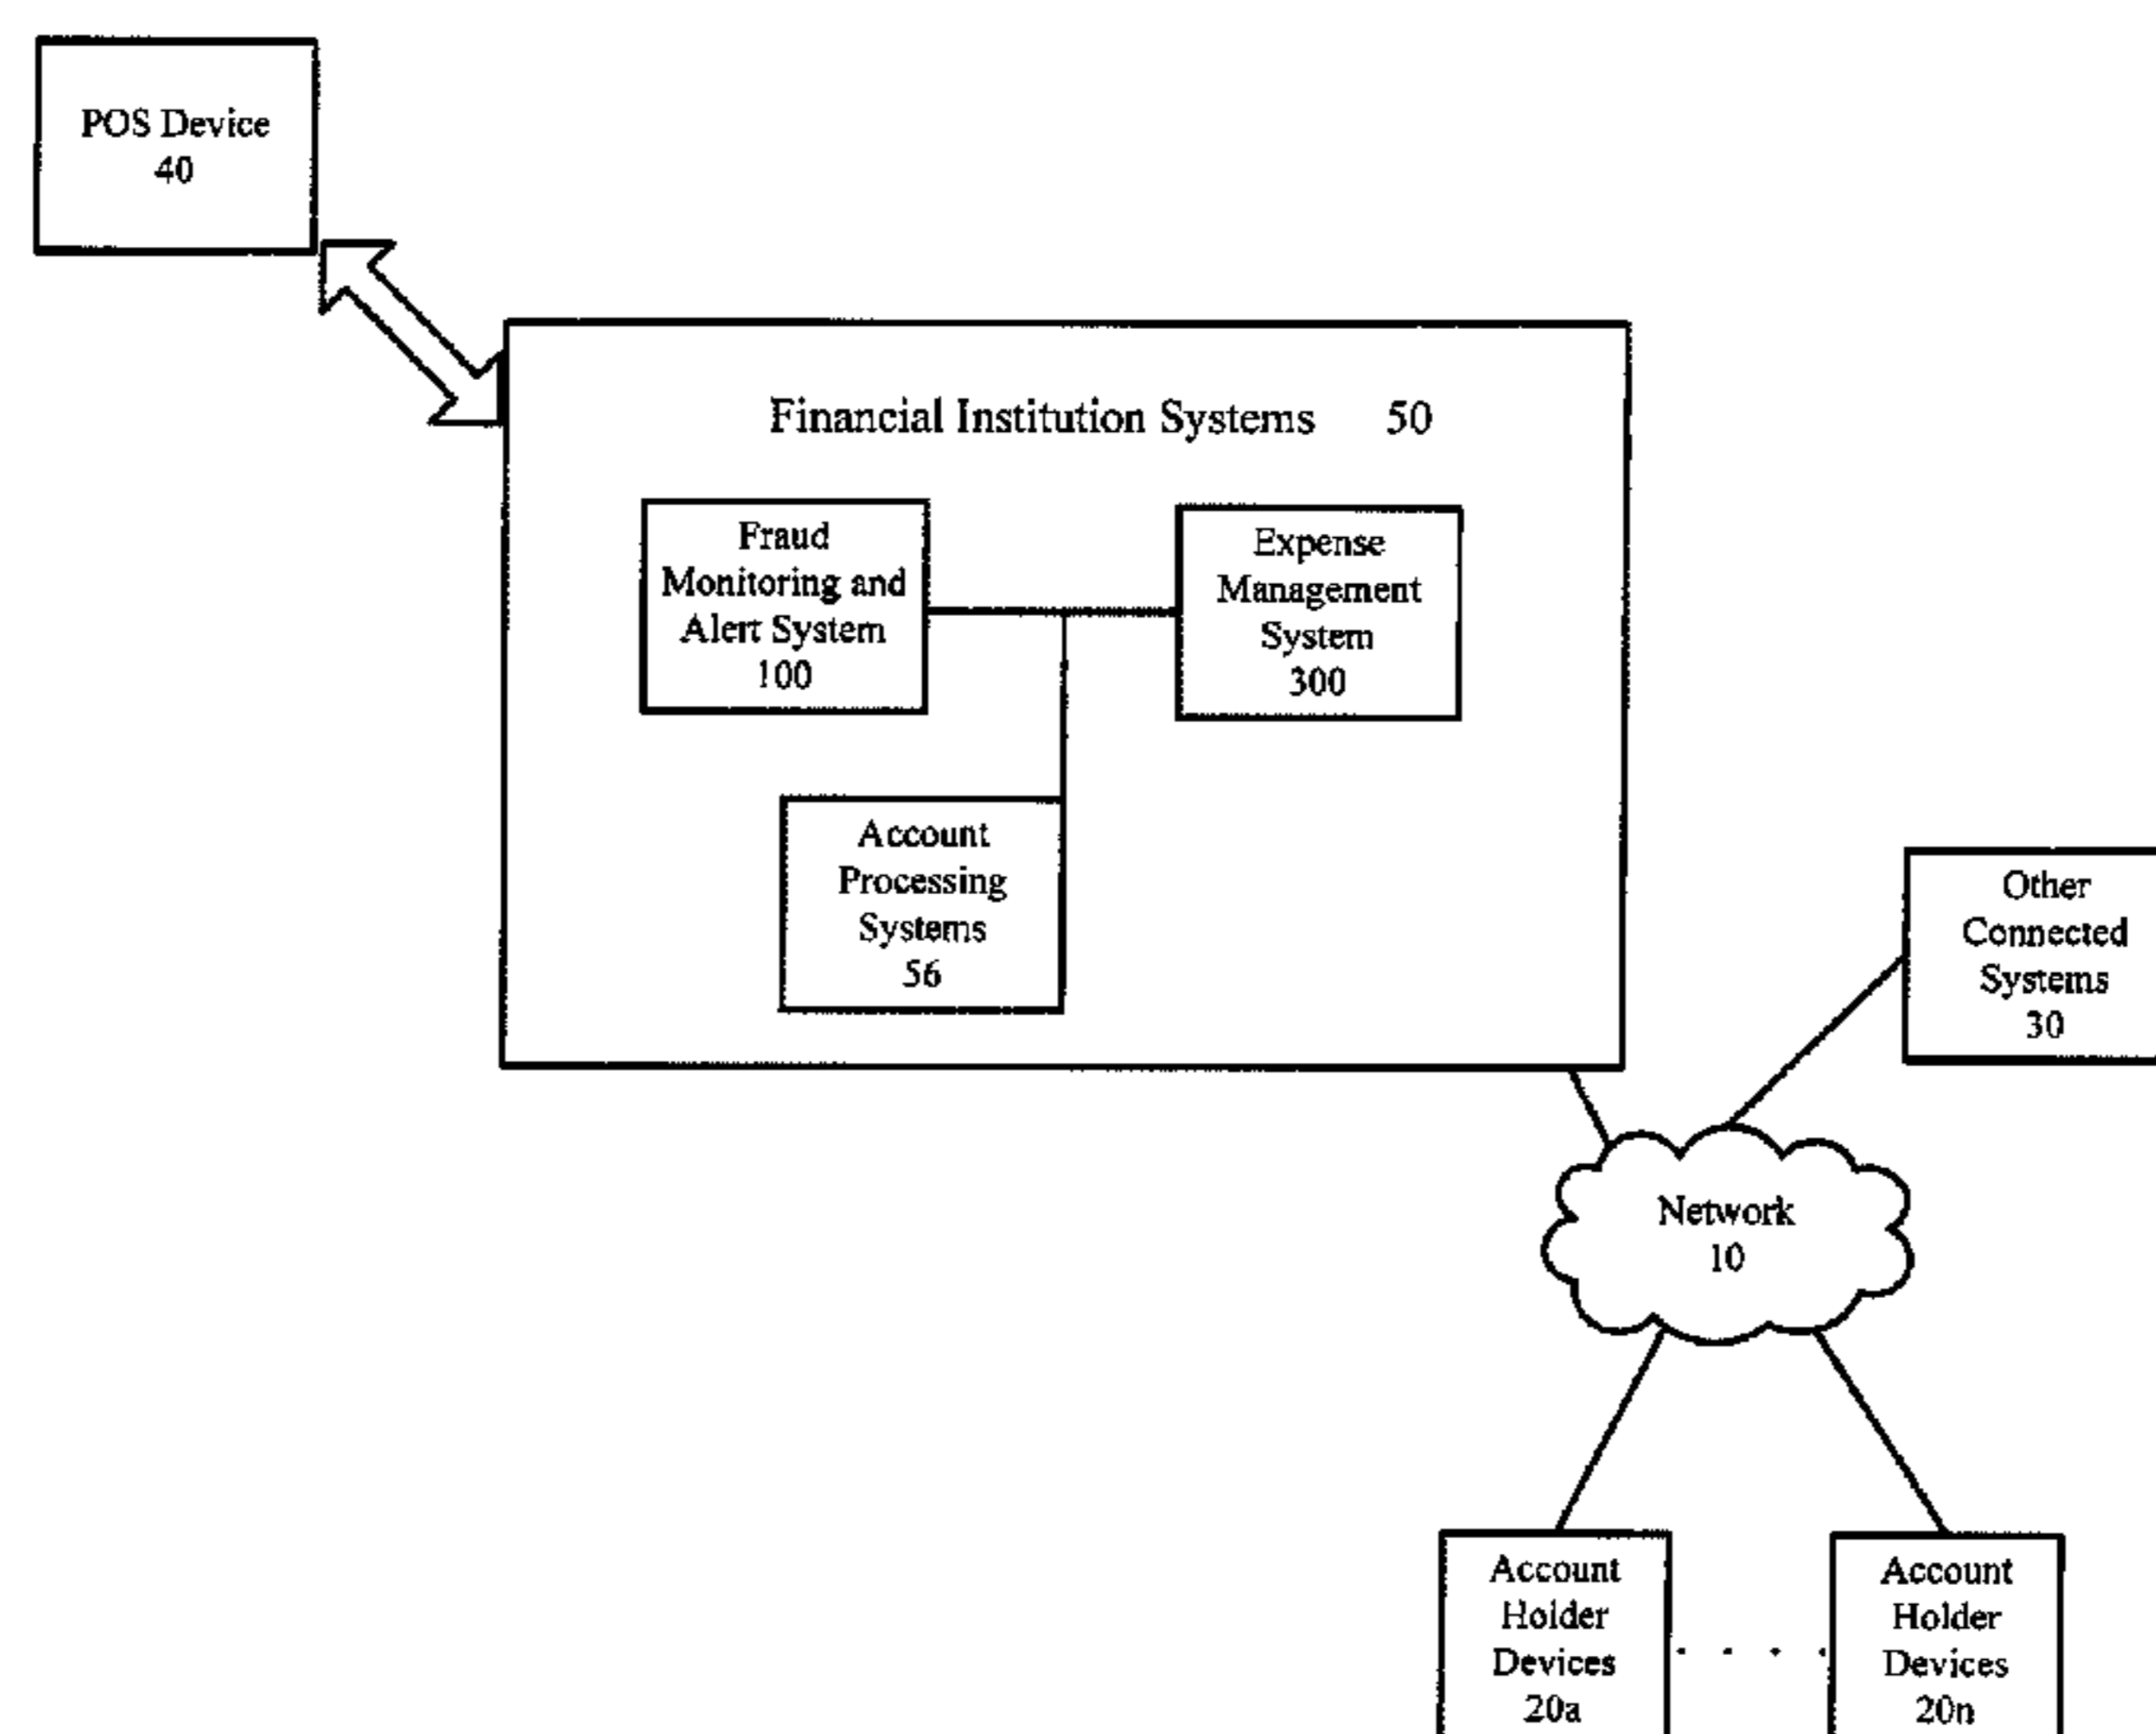 POS Device
40
Financial Institution Systems 50
Fraud
Monitoring and
Alert System
100
Expense
Management
System
300
Account
Processing
Systems
56
Other
Connected
Systems
30
Network
10
Account
Holder
Devices
20a
Account
Holder
Devices
20n